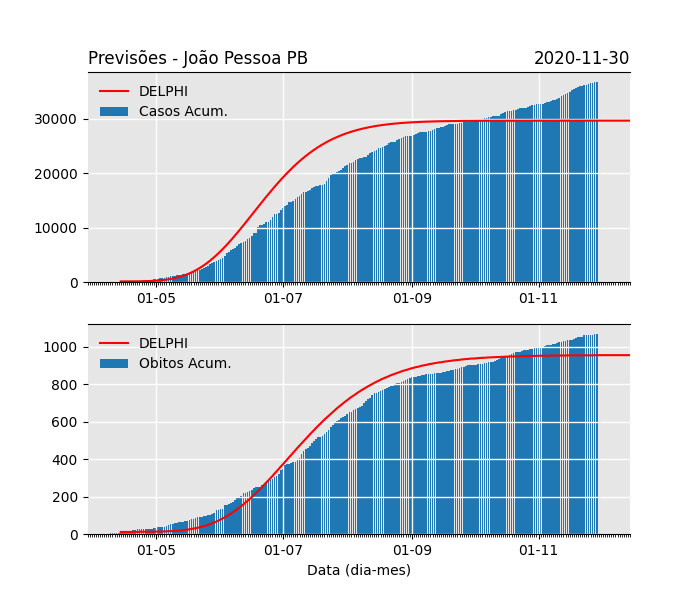 Previsões - João Pessoa PB 2020-11-30
DELPHI
Casos Acum.
30000
20000
10000
0
01-05 01-07 01-09 01-11
DELPHI
Obitos Acum.
1000
800
600
400
200
0
01-05 01-07 01-09 01-11
Data (dia-mes)